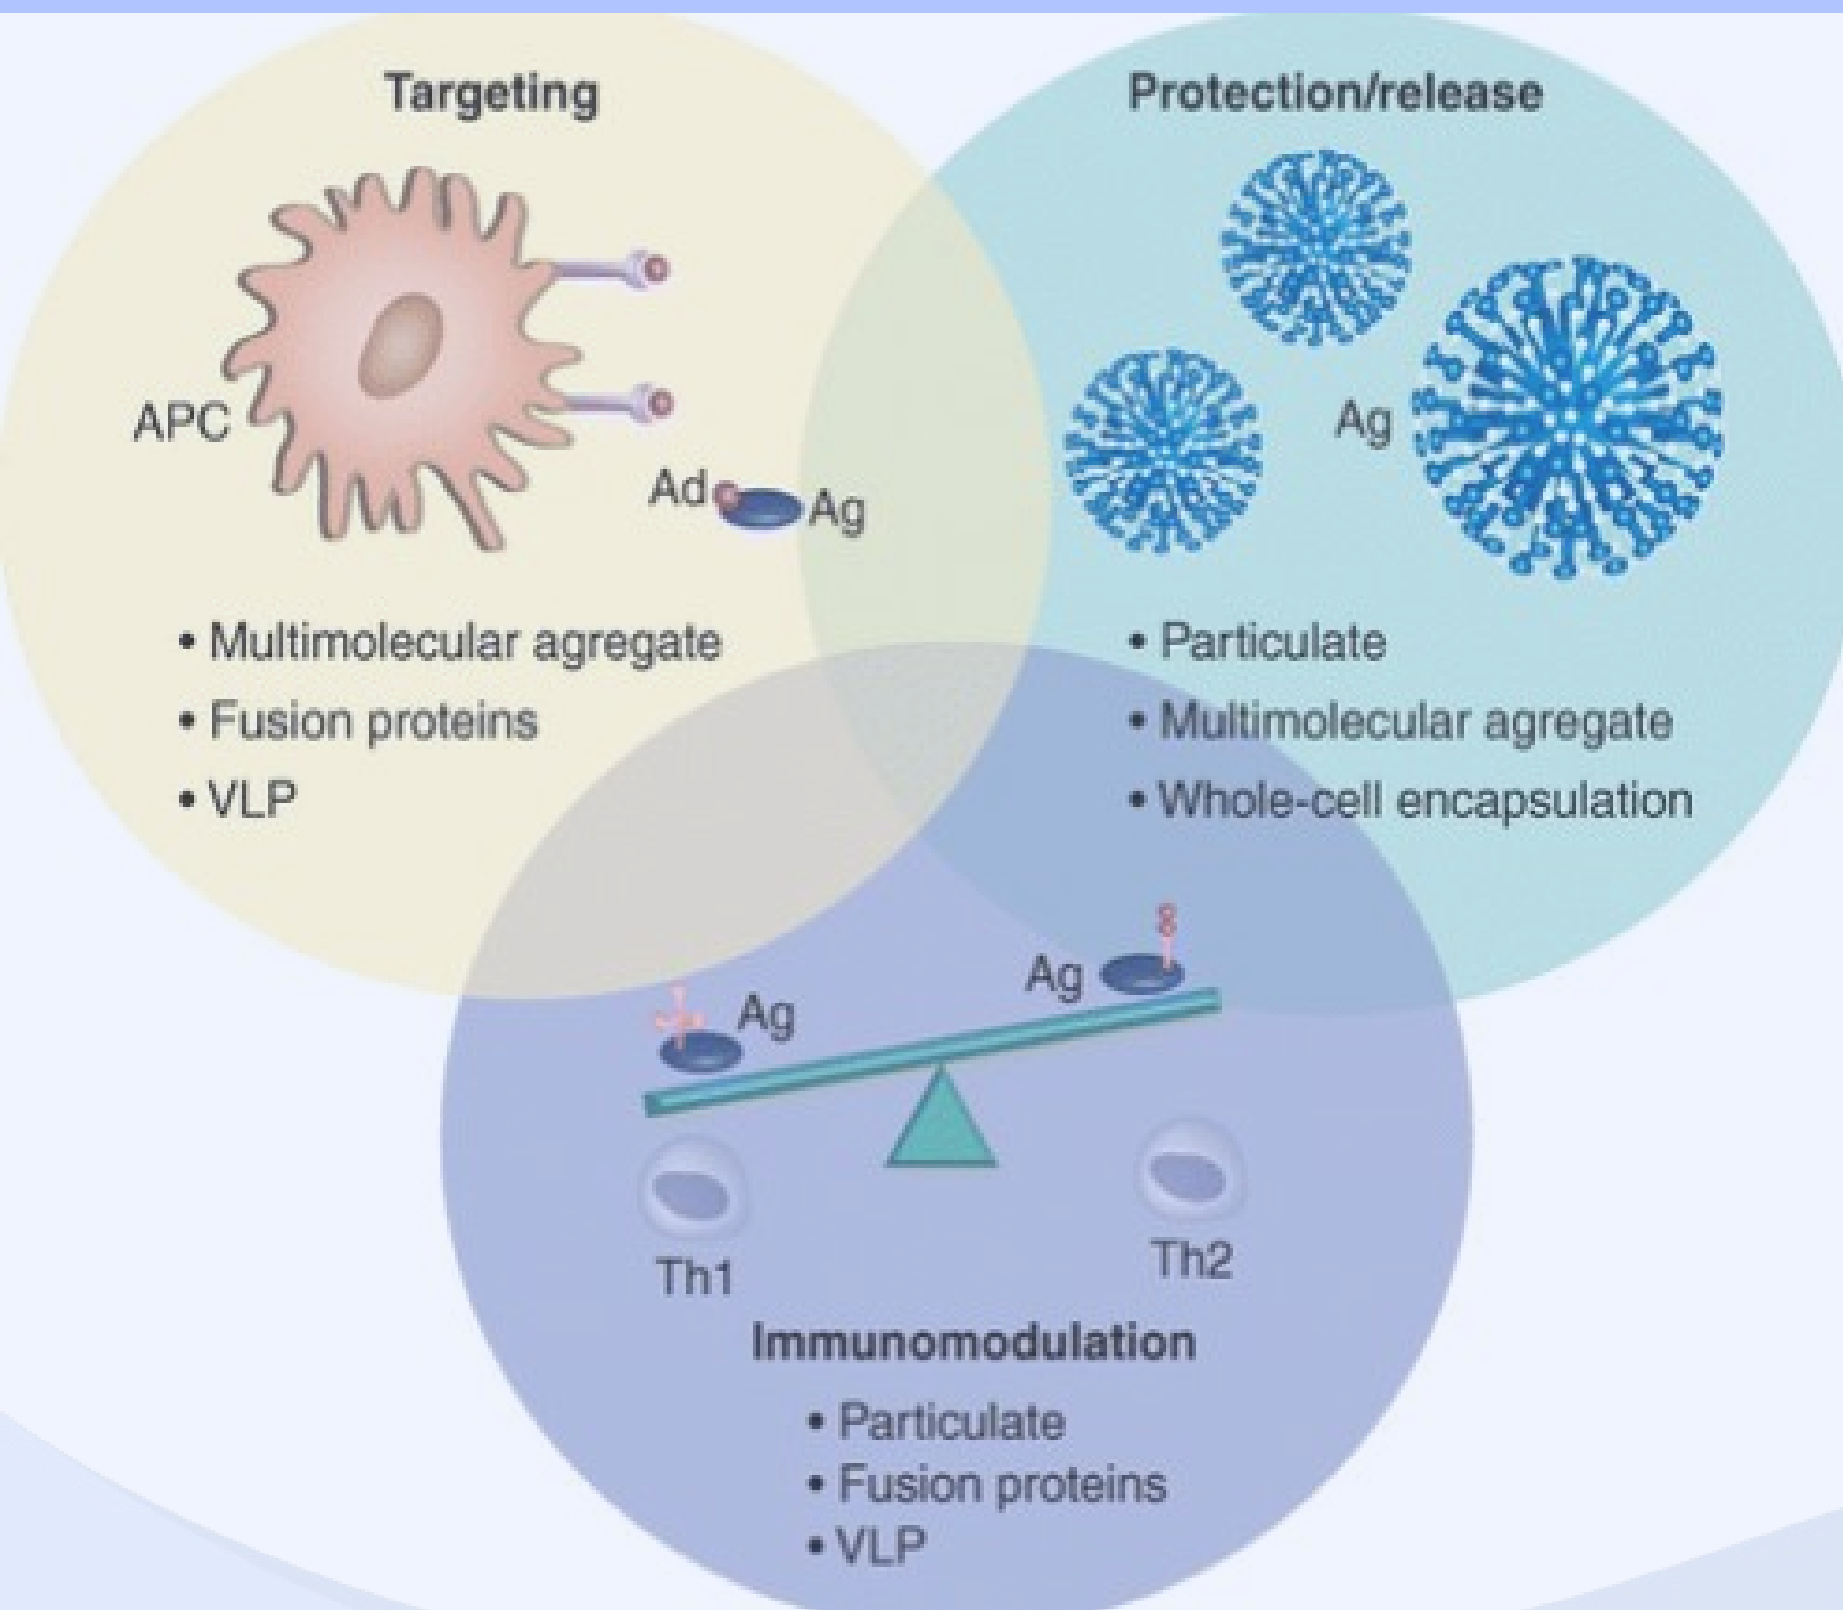 Targeting
APC
Ad
Ag
• Multimolecular agregate
• Fusion proteins
• VLP
Protection/release
Ag
• Particulate
• Multimolecular agregate
• Whole-cell encapsulation
Ag
Ag
Th1
Th2
Immunomodulation
• Particulate
• Fusion proteins
• VLP